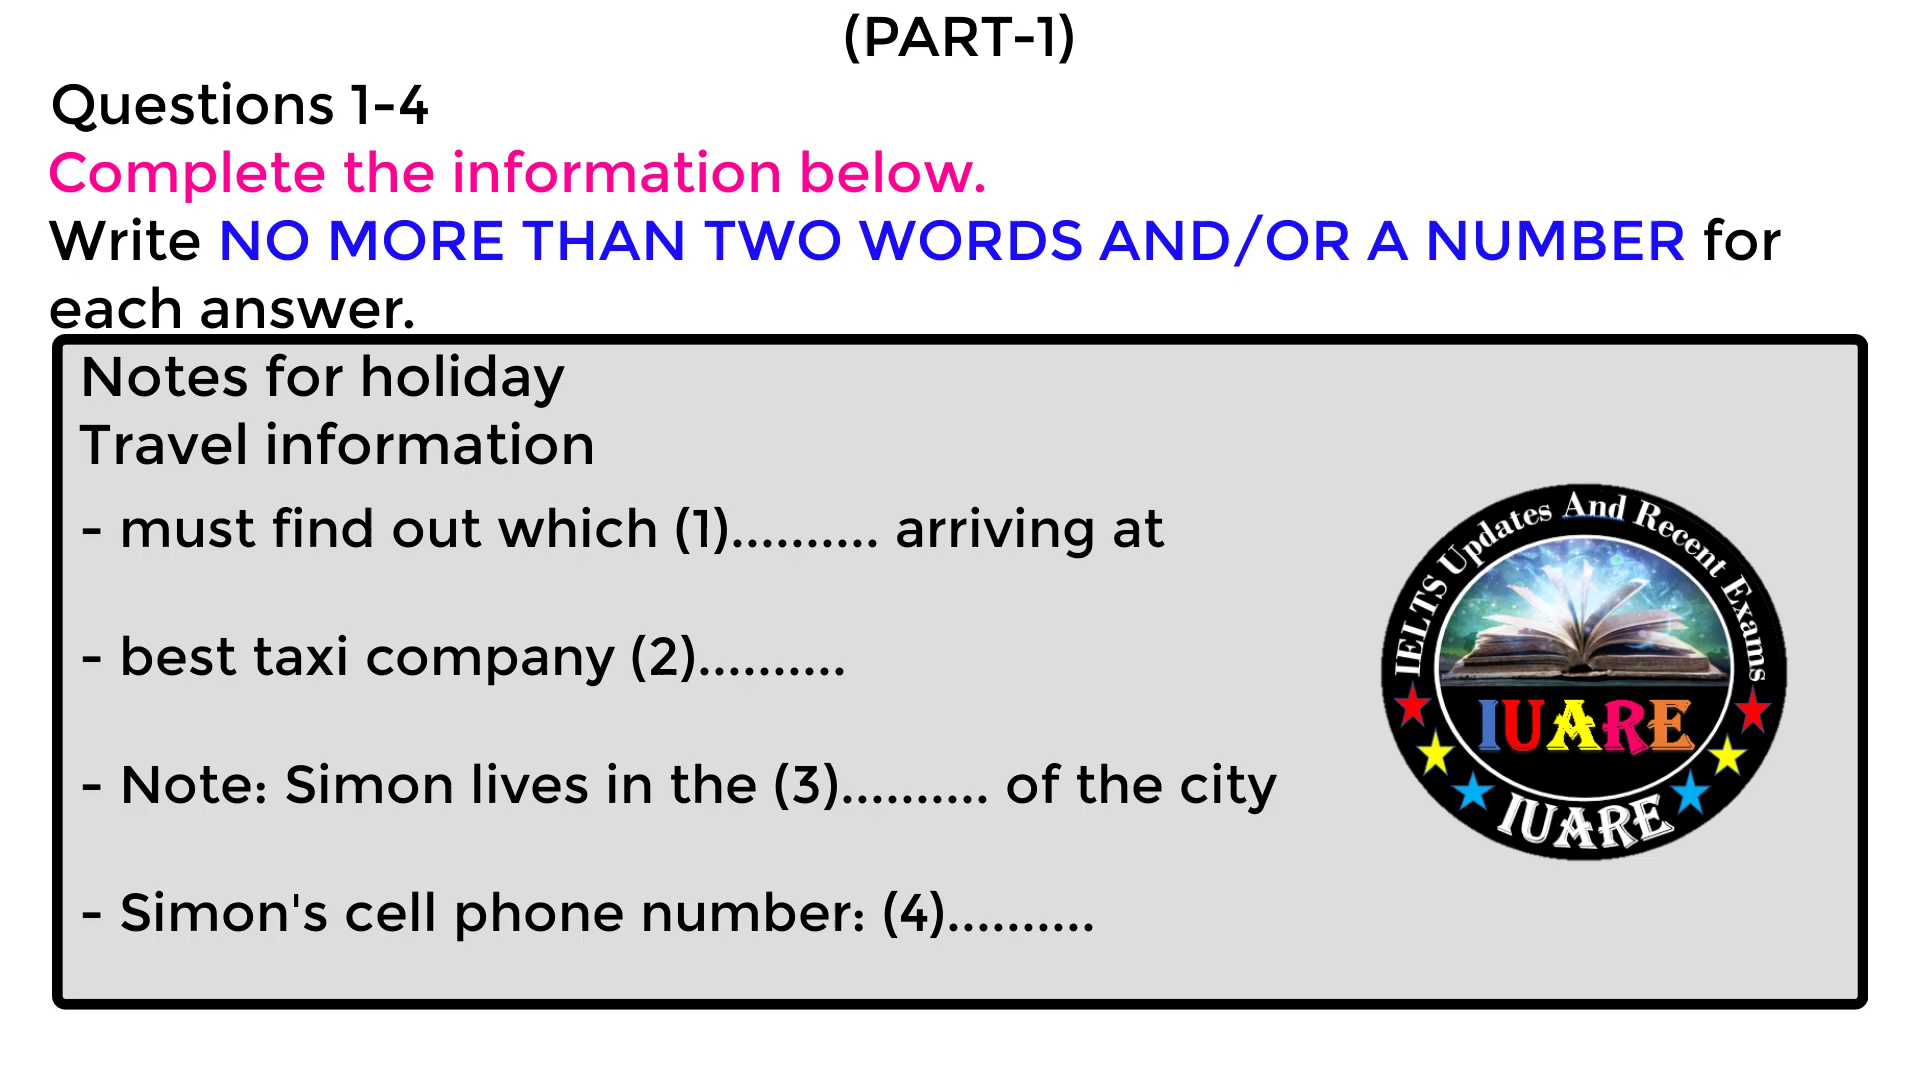 (PART-1)
Questions 1-4
Complete the information below.
Write NO MORE THAN TWO WORDS AND/OR A NUMBER for
each answer.
Notes for holiday
Travel information
- must find out which (1).......... arriving at
- best taxi company (2)..........
- Note: Simon lives in the (3).......... of the city
- Simon's cell phone number: (4)..........
IELTS Updates And Recent Exams
IUARE
IUARE